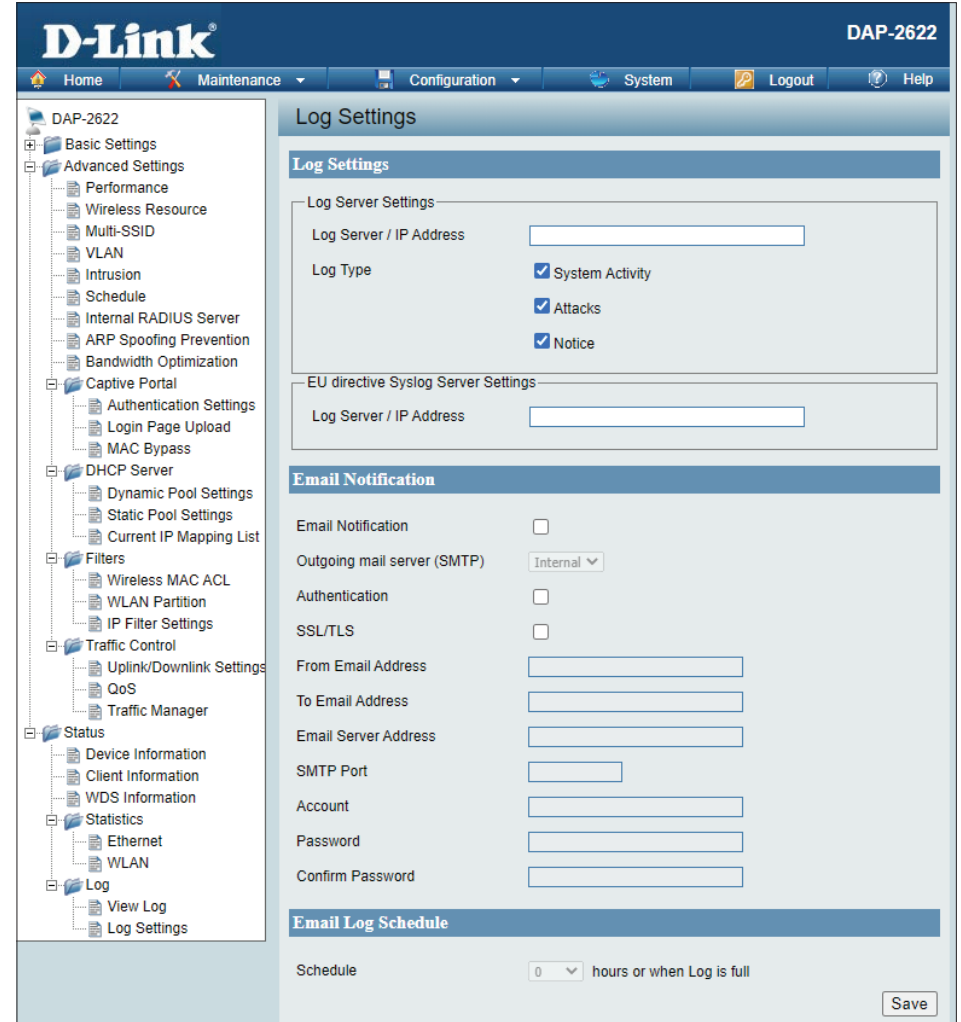 D-Link®
DAP-2622
Home Maintenance Configuration System Logout Help
DAP-2622
Basic Settings
Advanced Settings
Performance
Wireless Resource
Multi-SSID
VLAN
Intrusion
Schedule
Internal RADIUS Server
ARP Spoofing Prevention
Bandwidth Optimization
Captive Portal
Authentication Settings
Login Page Upload
MAC Bypass
DHCP Server
Dynamic Pool Settings
Static Pool Settings
Current IP Mapping List
Filters
Wireless MAC ACL
WLAN Partition
IP Filter Settings
Traffic Control
Uplink/Downlink Settings
QoS
Traffic Manager
Status
Device Information
Client Information
WDS Information
Statistics
Ethernet
WLAN
Log
View Log
Log Settings
Log Settings
Log Settings
Log Server Settings
Log Server / IP Address
Log Type
System Activity
Attacks
Notice
EU directive Syslog Server Settings
Log Server / IP Address
Email Notification
Email Notification
Outgoing mail server (SMTP) Internal
Authentication
SSL/TLS
From Email Address
To Email Address
Email Server Address
SMTP Port
Account
Password
Confirm Password
Email Log Schedule
Schedule 0 hours or when Log is full
Save